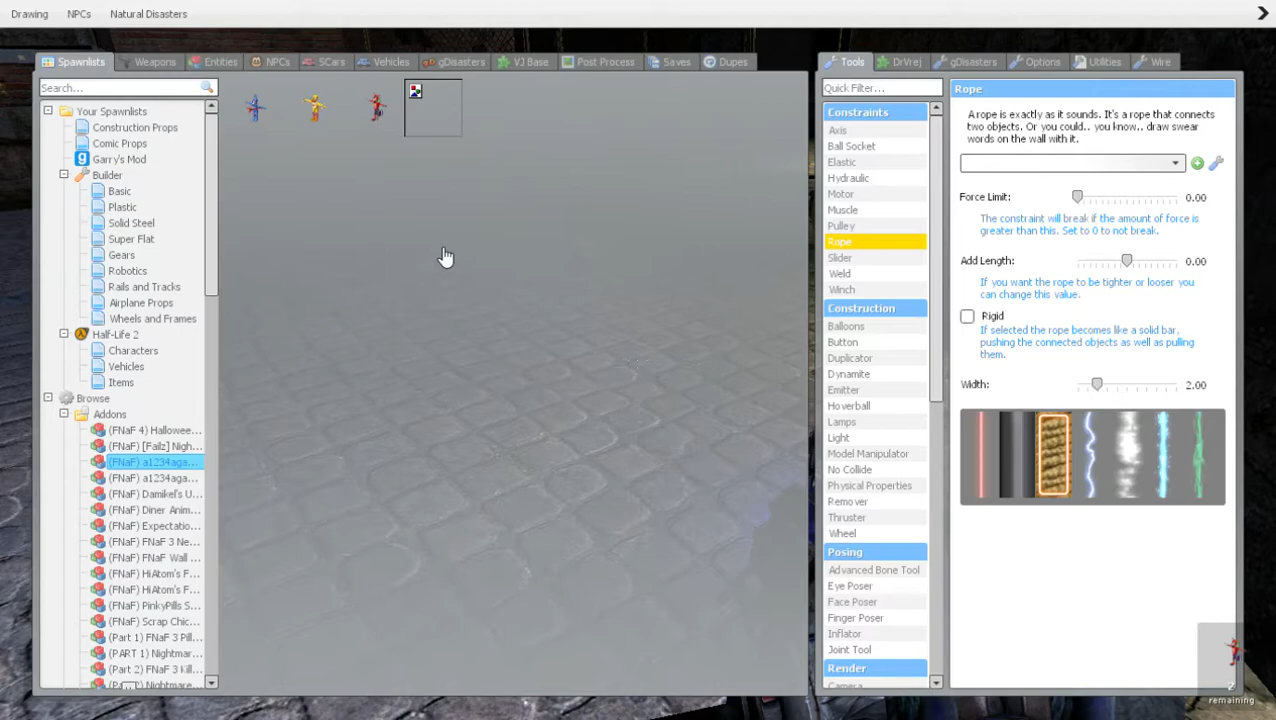 Drawing NPCs Natural Disasters
Spawnlists Weapons Entities NPCs SCars Vehicles gDisasters VJ Base Post Process Saves Dupes
Search...
Your Spawnlists
Construction Props
Comic Props
Garry's Mod
Builder
Basic
Plastic
Solid Steel
Super Flat
Gears
Robotics
Rails and Tracks
Airplane Props
Wheels and Frames
Half-Life 2
Characters
Vehicles
Items
Browse
Addons
(FNaF 4) Hallowee...
(FNaF) [Failz] Nigh...
(FNaF) a1234aga...
(FNaF) a1234aga...
(FNaF) Damikel's U...
(FNaF) Diner Anim...
(FNaF) Expectatio...
(FNaF) FNaF 3 Ne...
(FNaF) FNaF Wall ...
(FNaF) HiAtom's F...
(FNaF) HiAtom's F...
(FNaF) PinkyPills S...
(FNaF) Scrap Chic...
(Part 1) FNaF 3 Pill...
(PART 1) Nightmar...
(Part 2) FNaF 3 Kill...
Tools DrVrej gDisasters Options Utilities Wire
Quick Filter...
Constraints
Axis
Ball Socket
Elastic
Hydraulic
Motor
Muscle
Pulley
Rope
Slider
Weld
Winch
Construction
Balloons
Button
Duplicator
Dynamite
Emitter
Hoverball
Lamps
Light
Model Manipulator
No Collide
Physical Properties
Remover
Thruster
Wheel
Posing
Advanced Bone Tool
Eye Poser
Face Poser
Finger Poser
Inflator
Joint Tool
Render
Camera
Rope
A rope is exactly as it sounds. It's a rope that connects
two objects. Or you could.. you know.. draw swear
words on the wall with it.
Force Limit: 0.00
The constraint will break if the amount of force is
greater than this. Set to 0 to not break.
Add Length: 0.00
If you want the rope to be tighter or looser you
can change this value.
Rigid
If selected the rope becomes like a solid bar,
pushing the connected objects as well as pulling
them.
Width: 2.00
2
remaining